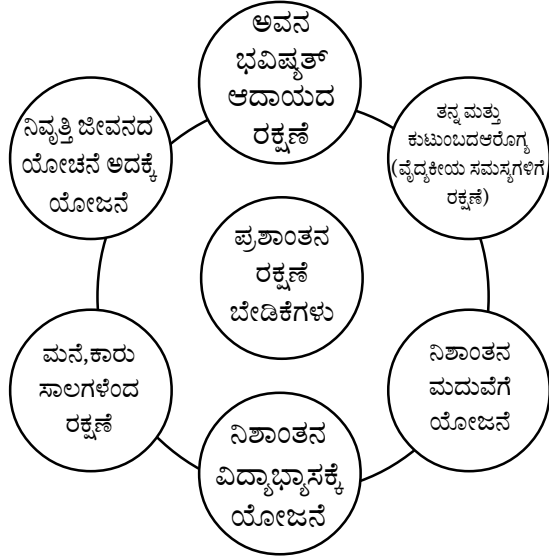 ಅವನ
ಭವಿಷ್ಯತ್
ಆದಾಯದ
ರಕ್ಷಣೆ
ತನ್ನ ಮತ್ತು
ಕುಟುಂಬದಆರೊಗ್ಯ
(ವೈದ್ಯಕೀಯ ಸಮಸ್ಯಗಳಿಗೆ
ರಕ್ಷಣೆ)
ನಿಶಾಂತನ
ಮದುವೆಗೆ
ಯೋಜನೆ
ನಿಶಾಂತನ
ವಿದ್ಯಾಭ್ಯಾಸಕ್ಕೆ
ಯೋಜನೆ
ಮನೆ,ಕಾರು
ಸಾಲಗಳೆಂದ
ರಕ್ಷಣೆ
ನಿವೃತ್ತಿ ಜೀವನದ
ಯೋಚನೆ ಅದಕ್ಕೆ
ಯೋಜನೆ
ಪ್ರಶಾಂತನ
ರಕ್ಷಣೆ
ಬೇಡಿಕೆಗಳು